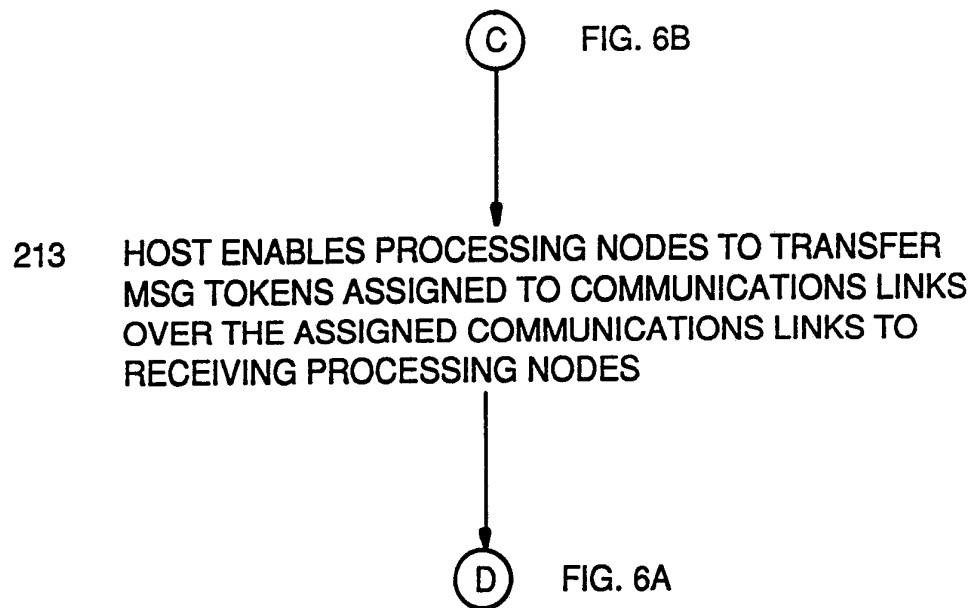 C FIG. 6B
213 HOST ENABLES PROCESSING NODES TO TRANSFER
MSG TOKENS ASSIGNED TO COMMUNICATIONS LINKS
OVER THE ASSIGNED COMMUNICATIONS LINKS TO
RECEIVING PROCESSING NODES
D FIG. 6A